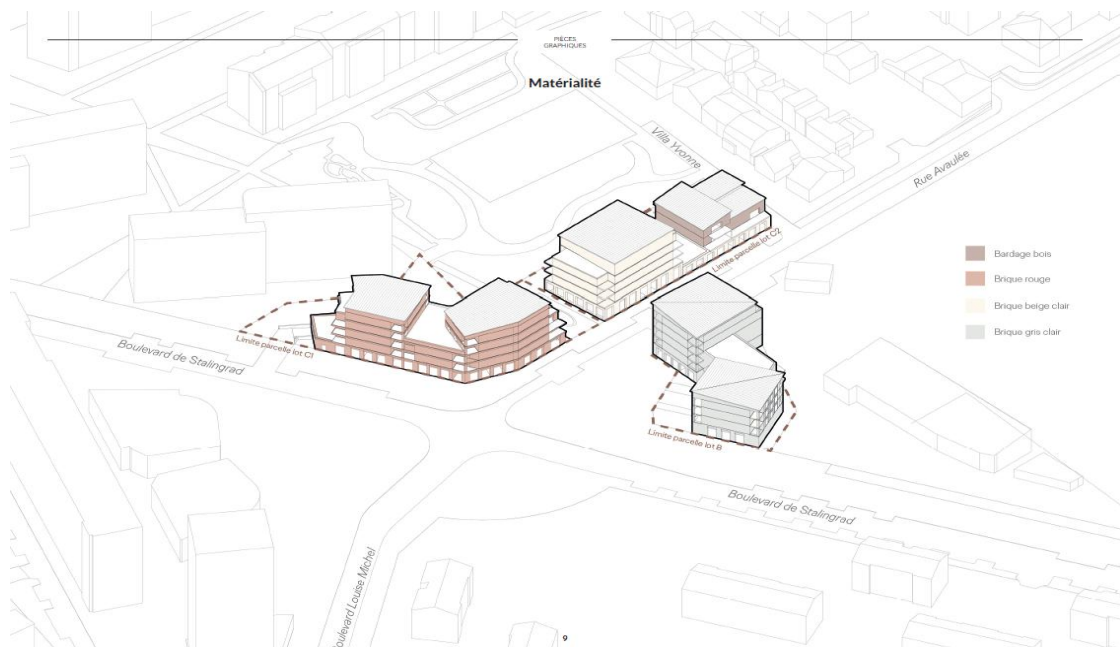 PIÈCES
GRAPHIQUES
Matérialité
Villa Yvonne
Rue Avaulée
Limite parcelle lot C2
Bardage bois
Brique rouge
Brique beige clair
Brique gris clair
Limite parcelle lot C1
Boulevard de Stalingrad
Limite parcelle lot B
Boulevard de Stalingrad
Boulevard Louise Michel
9